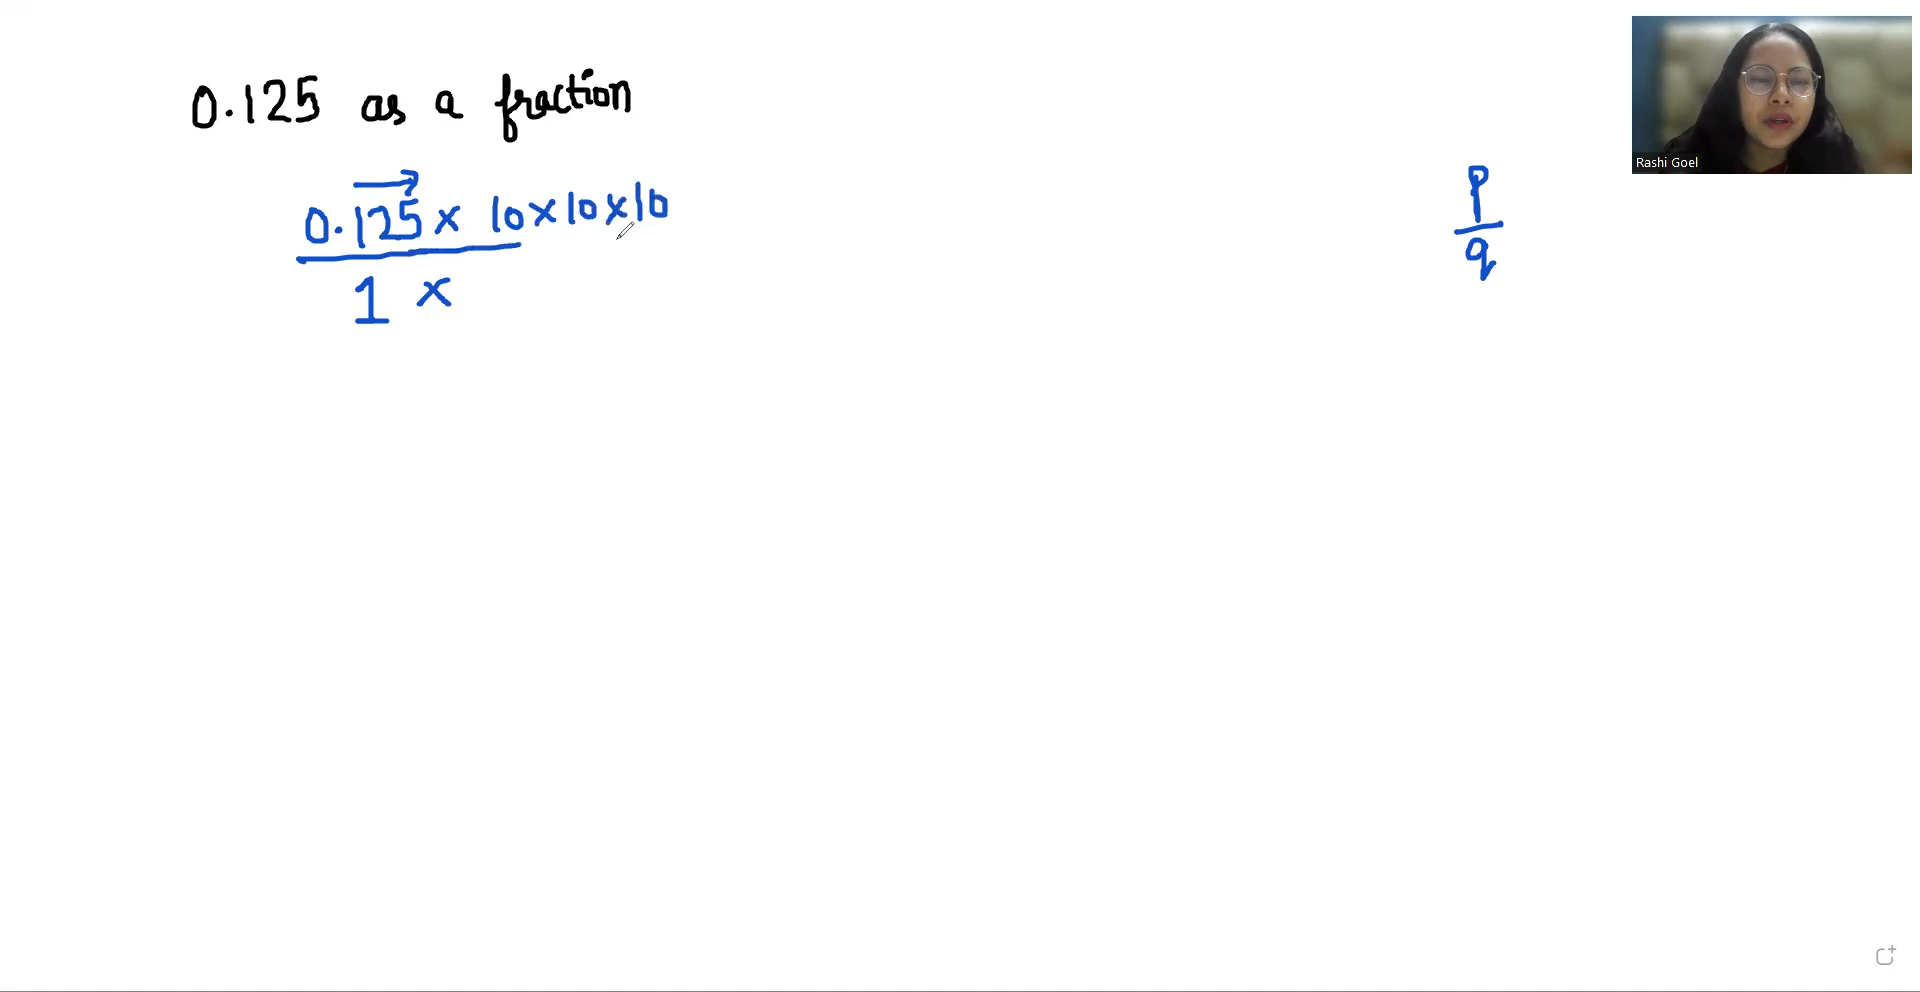 0.125 as a fraction
0.125 x 10 x 10 x 10
1 x
p
q
Rashi Goel